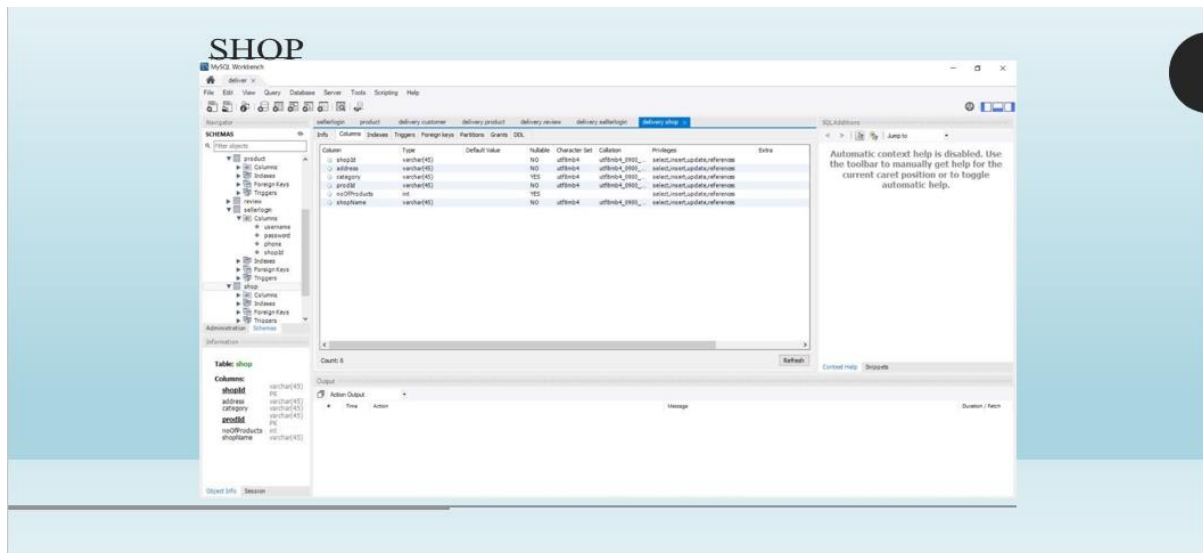 SHOP
MySQL Workbench
deliver x
File Edit View Query Database Server Tools Scripting Help
Navigator
SCHEMAS
Filter objects
product
Columns
Indexes
Foreign Keys
Triggers
review
sellerlogin
Columns
username
password
phone
shopId
Indexes
Foreign Keys
Triggers
shop
Columns
Indexes
Foreign Keys
Triggers
Administration Schemas
Information
Table: shop
Columns:
shopId varchar(45) PK
address varchar(45)
category varchar(45)
prodId varchar(45) PK
noOfProducts int
shopName varchar(45)
Object Info Session
sellerlogin product delivery customer delivery product delivery review delivery sellerlogin delivery shop x
Info Columns Indexes Triggers Foreign keys Partitions Grants DDL
Column Type Default Value Nullable Character Set Collation Privileges Extra
shopId varchar(45) NO utf8mb4 utf8mb4_0900_... select,insert,update,references
address varchar(45) NO utf8mb4 utf8mb4_0900_... select,insert,update,references
category varchar(45) YES utf8mb4 utf8mb4_0900_... select,insert,update,references
prodId varchar(45) NO utf8mb4 utf8mb4_0900_... select,insert,update,references
noOfProducts int YES select,insert,update,references
shopName varchar(45) NO utf8mb4 utf8mb4_0900_... select,insert,update,references
Count: 6 Refresh
Output
Action Output
# Time Action Message Duration / Fetch
SQLAdditions
Jump to
Automatic context help is disabled. Use
the toolbar to manually get help for the
current caret position or to toggle
automatic help.
Context Help Snippets